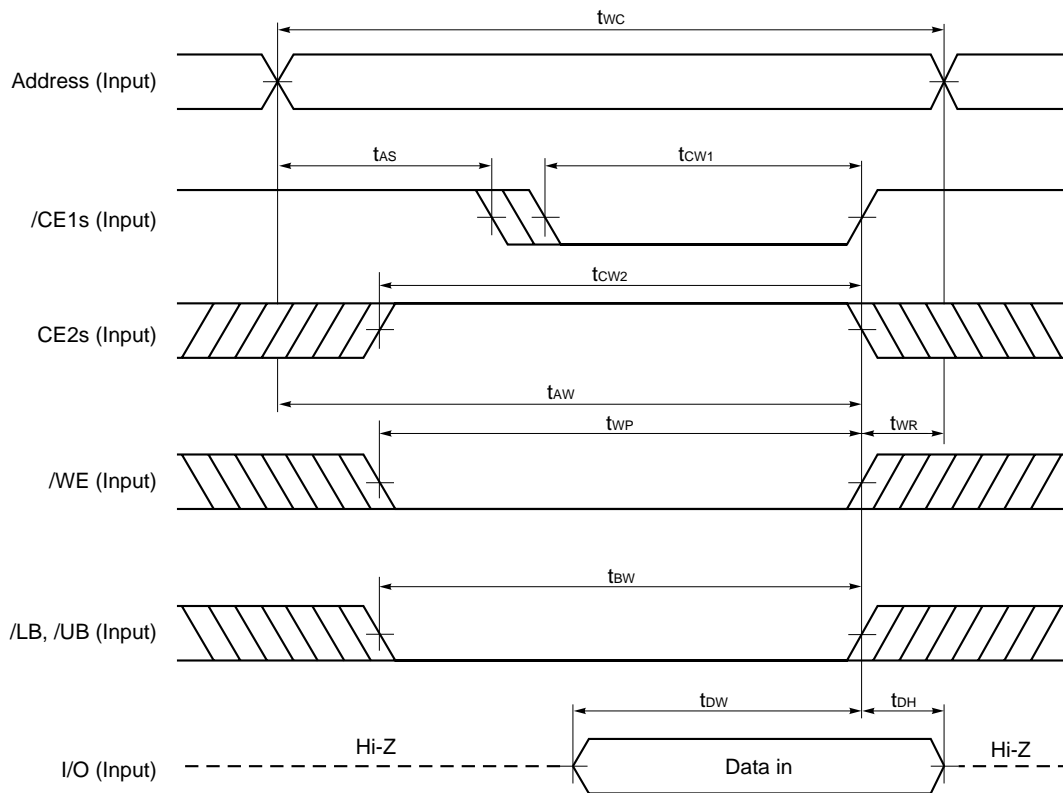 tWC
Address (Input)
tAS tCW1
/CE1s (Input)
tCW2
CE2s (Input)
tAW
tWP tWR
/WE (Input)
tBW
/LB, /UB (Input)
tDW tDH
Hi-Z Hi-Z
I/O (Input) Data in